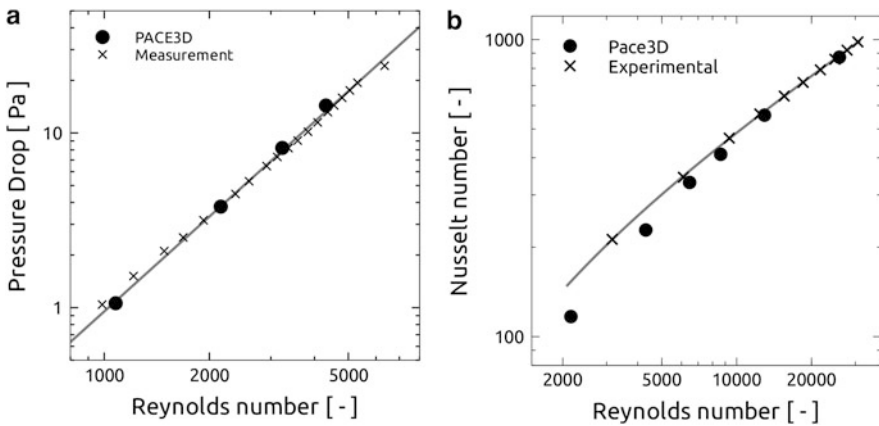 a
PACE3D
Measurement
Pressure Drop [ Pa ]
10
1
1000
2000
5000
Reynolds number [ - ]
b
Pace3D
Experimental
Nusselt number [ - ]
1000
100
2000
5000
10000
20000
Reynolds number [ - ]